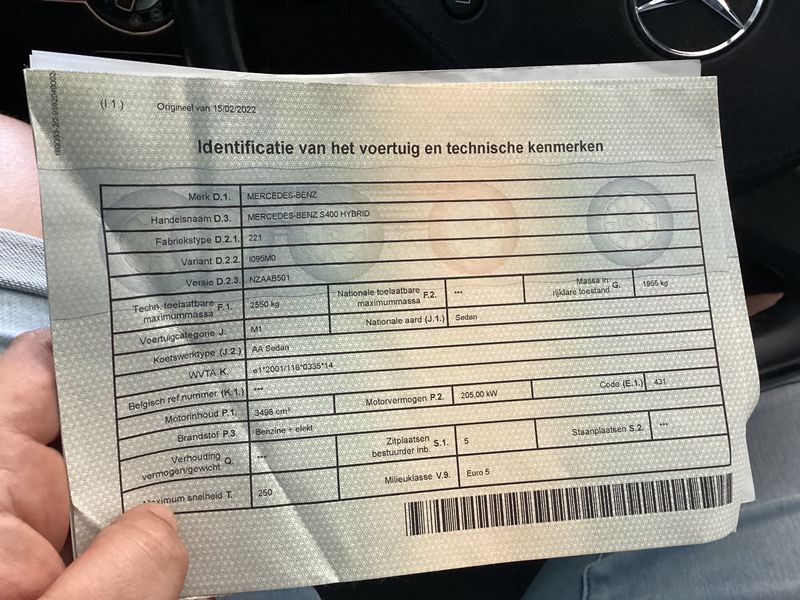 (I 1.) Origineel van 15/02/2022
Identificatie van het voertuig en technische kenmerken
Merk D.1. MERCEDES-BENZ
Handelsnaam D.3. MERCEDES-BENZ S400 HYBRID
Fabriekstype D.2.1. 221
Variant D.2.2. I095M0
Versie D.2.3. NZAAB501
Techn. toelaatbare maximummassa F.1. 2550 kg Nationale toelaatbare maximummassa F.2. *** Massa in rijklare toestand G. 1955 kg
Voertuigcategorie J. M1 Nationale aard (J.1.) Sedan
Koetswerktype (J.2.) AA Sedan
WVTA K. e1*2001/116*0335*14
Belgisch ref.nummer (K.1.) ***
Motorinhoud P.1. 3498 cm³ Motorvermogen P.2. 205,00 kW Code (E.1.) 431
Brandstof P.3. Benzine + elekt
Verhouding vermogen/gewicht Q. *** Zitplaatsen bestuurder inb. S.1. 5 Staanplaatsen S.2. ***
Maximum snelheid T. 250 Milieuklasse V.9. Euro 5